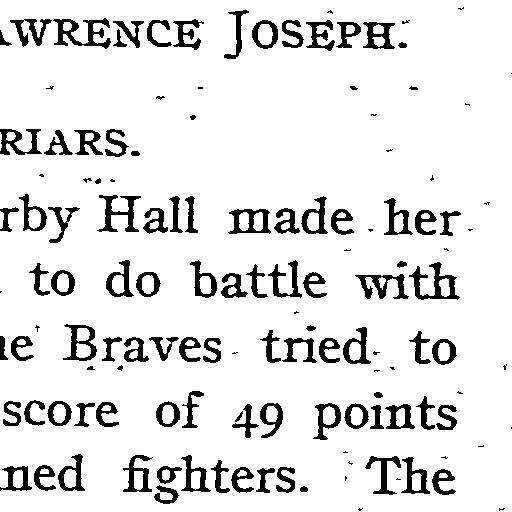 AWRENCE JOSEPH.
RIARS.
rby Hall made her
to do battle with
Braves tried to
score of 49 points
ned fighters. The